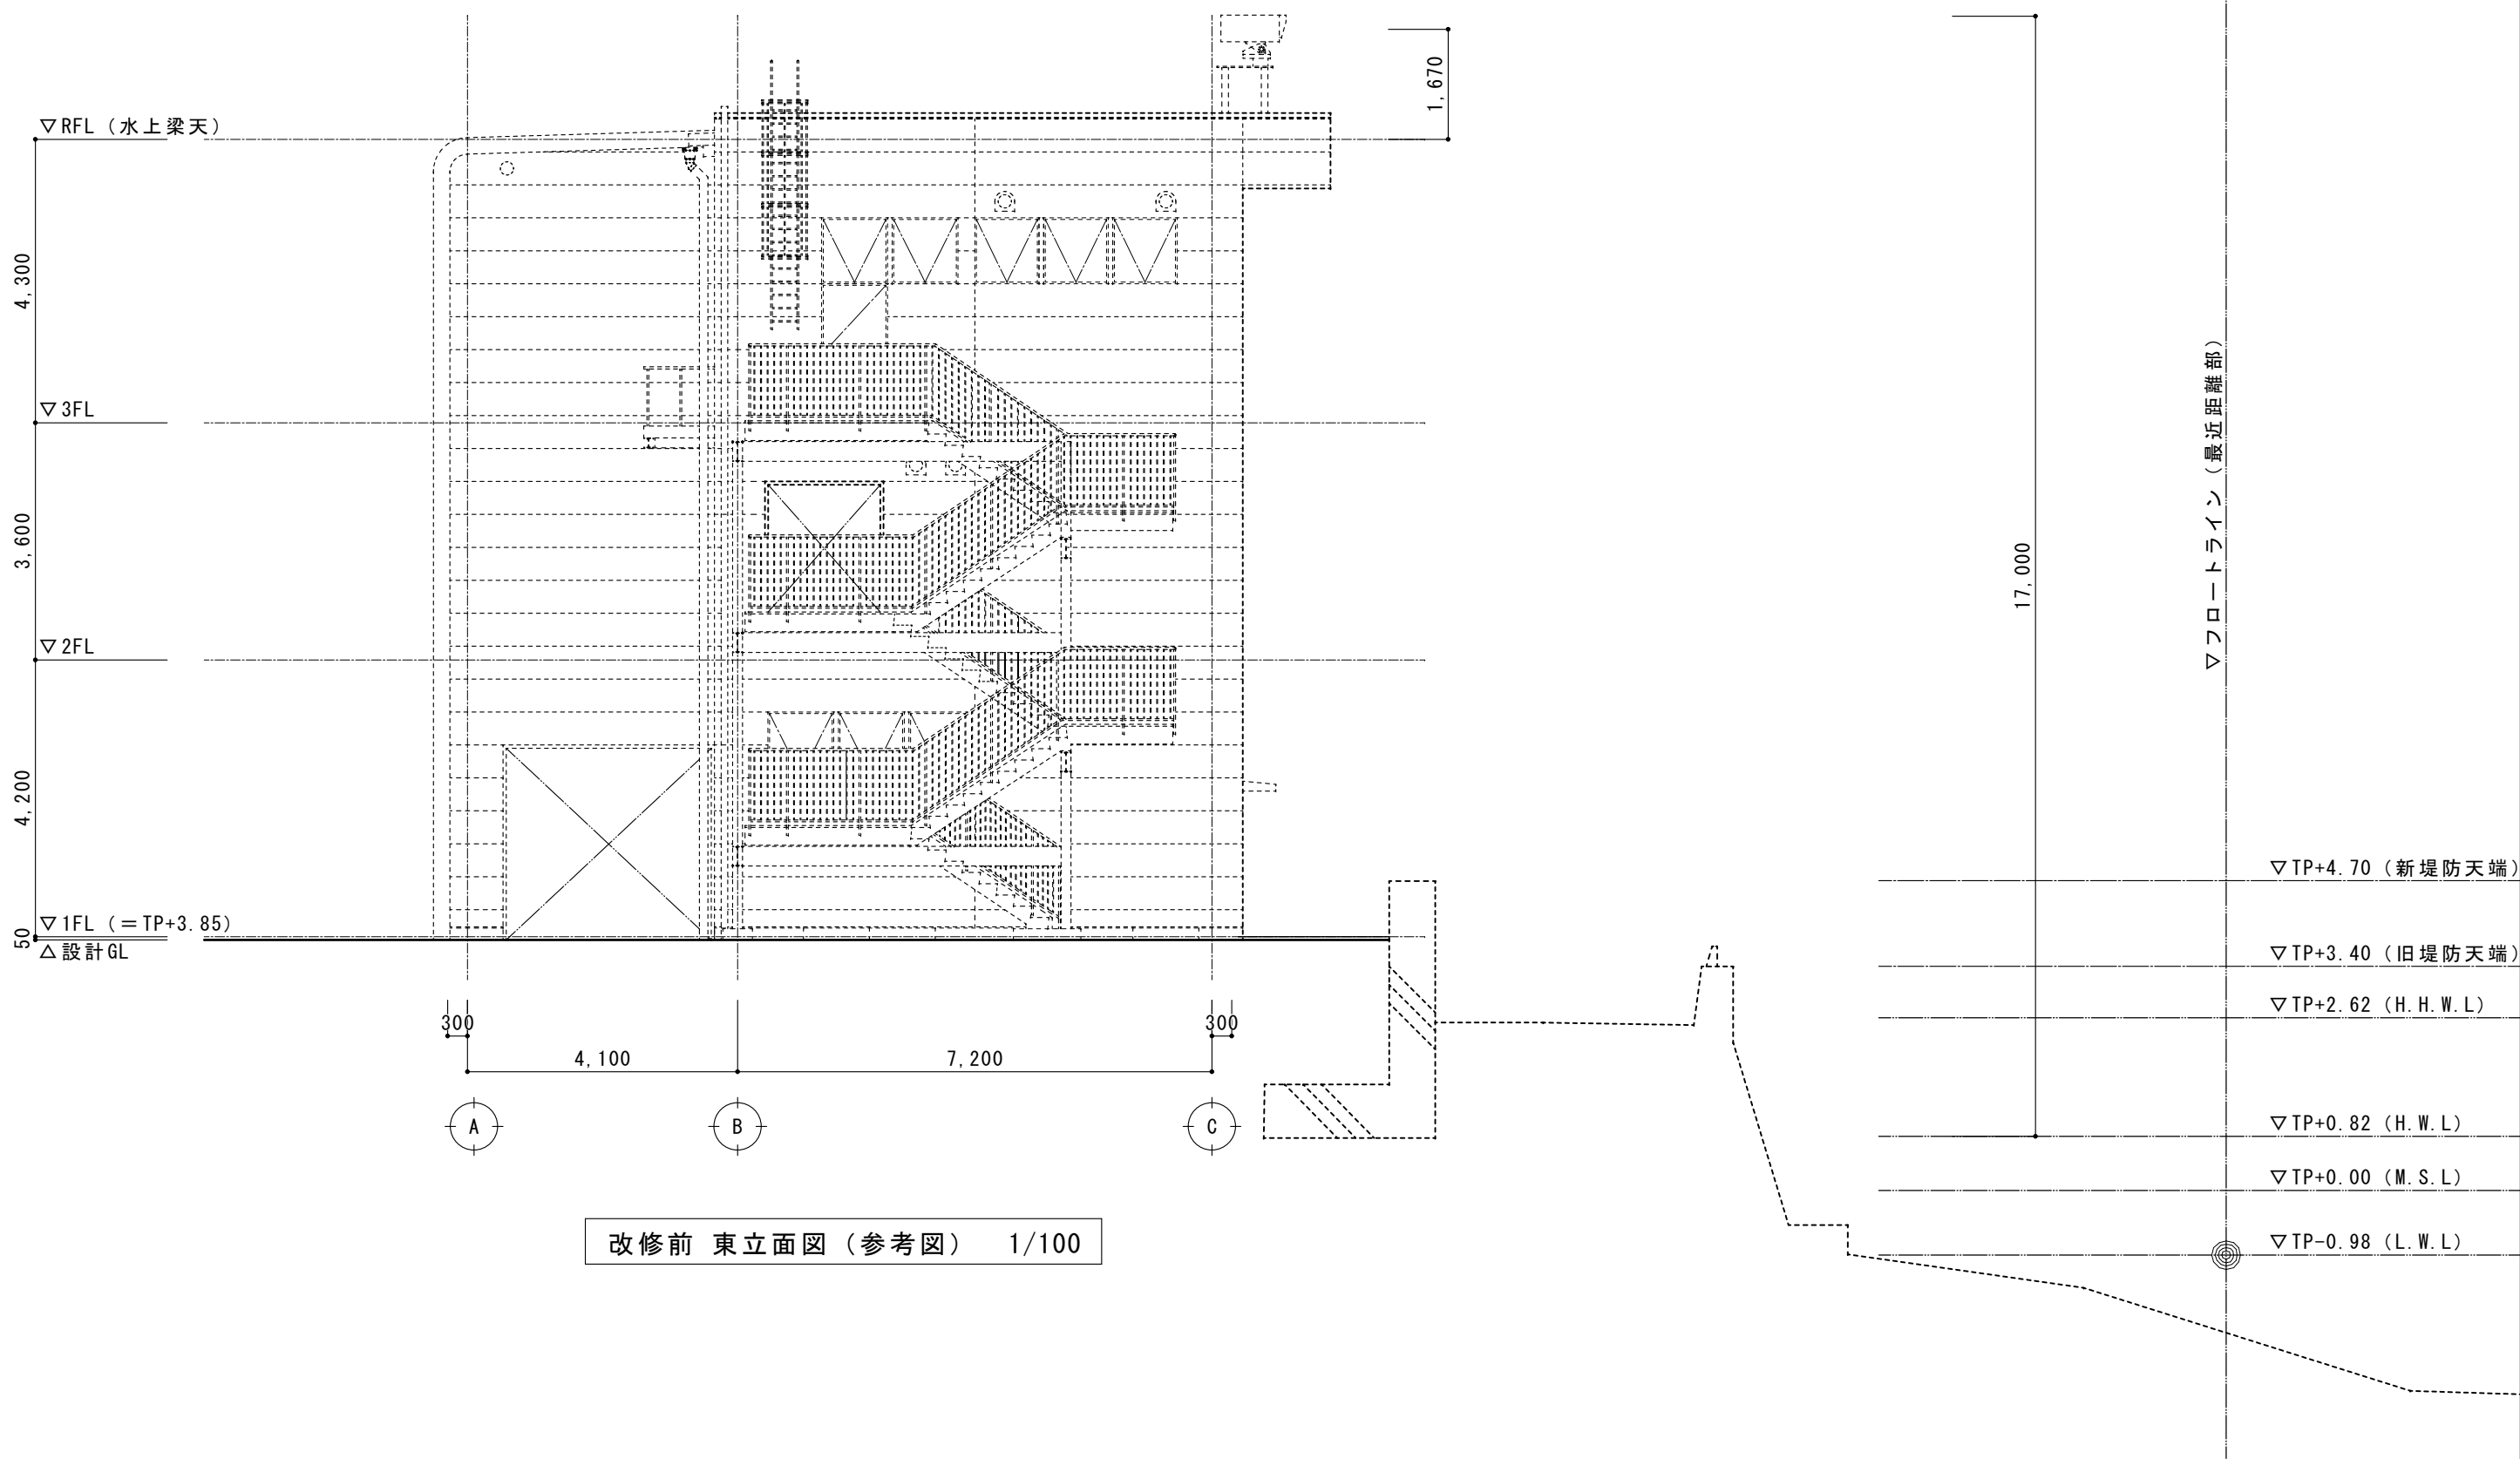 1,670
▽RFL（水上梁天）
4,300
▽3FL
3,600
▽2FL
4,200
▽1FL（＝TP+3.85）
50
△設計GL
17,000
▽フロートライン（最近距離部）
▽TP+4.70（新堤防天端）
▽TP+3.40（旧堤防天端）
▽TP+2.62（H.H.W.L）
▽TP+0.82（H.W.L）
▽TP+0.00（M.S.L）
▽TP-0.98（L.W.L）
300
300
4,100
7,200
A
B
C
改修前 東立面図（参考図） 1/100